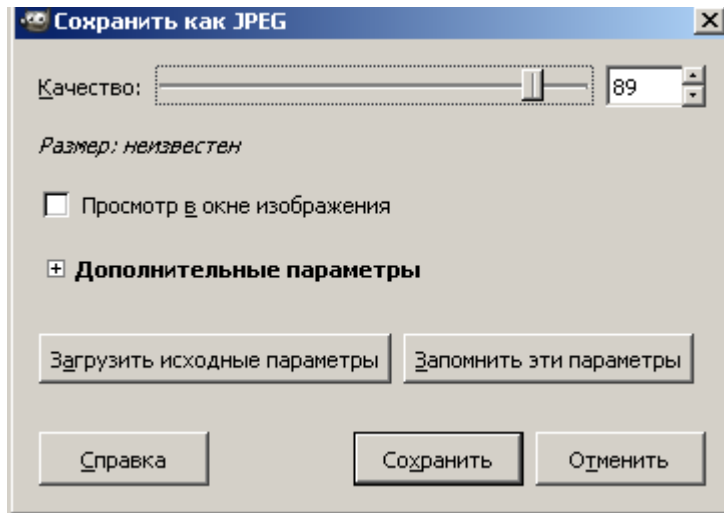 Сохранить как JPEG
Качество: 89
Размер: неизвестен
Просмотр в окне изображения
Дополнительные параметры
Загрузить исходные параметры Запомнить эти параметры
Справка Сохранить Отменить